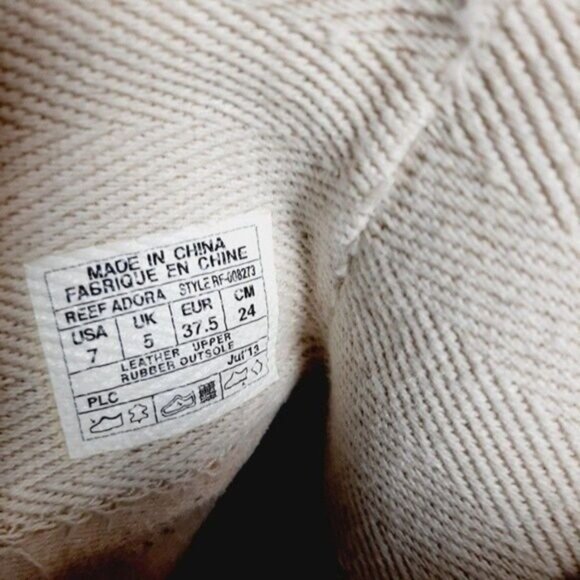 MADE IN CHINA
FABRIQUE EN CHINE
REEF ADORA STYLE RF-008273
USA UK EUR CM
7 5 37.5 24
LEATHER UPPER
RUBBER OUTSOLE Jul'13
PLC